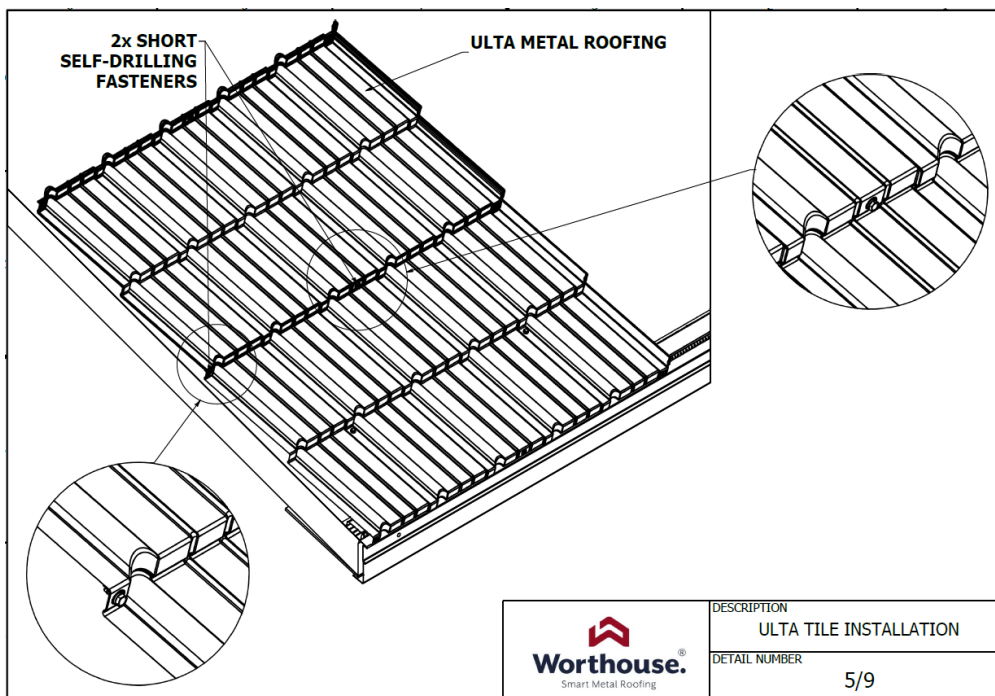 2x SHORT
SELF-DRILLING
FASTENERS
ULTA METAL ROOFING
Worthouse.®
Smart Metal Roofing
DESCRIPTION
ULTA TILE INSTALLATION
DETAIL NUMBER
5/9